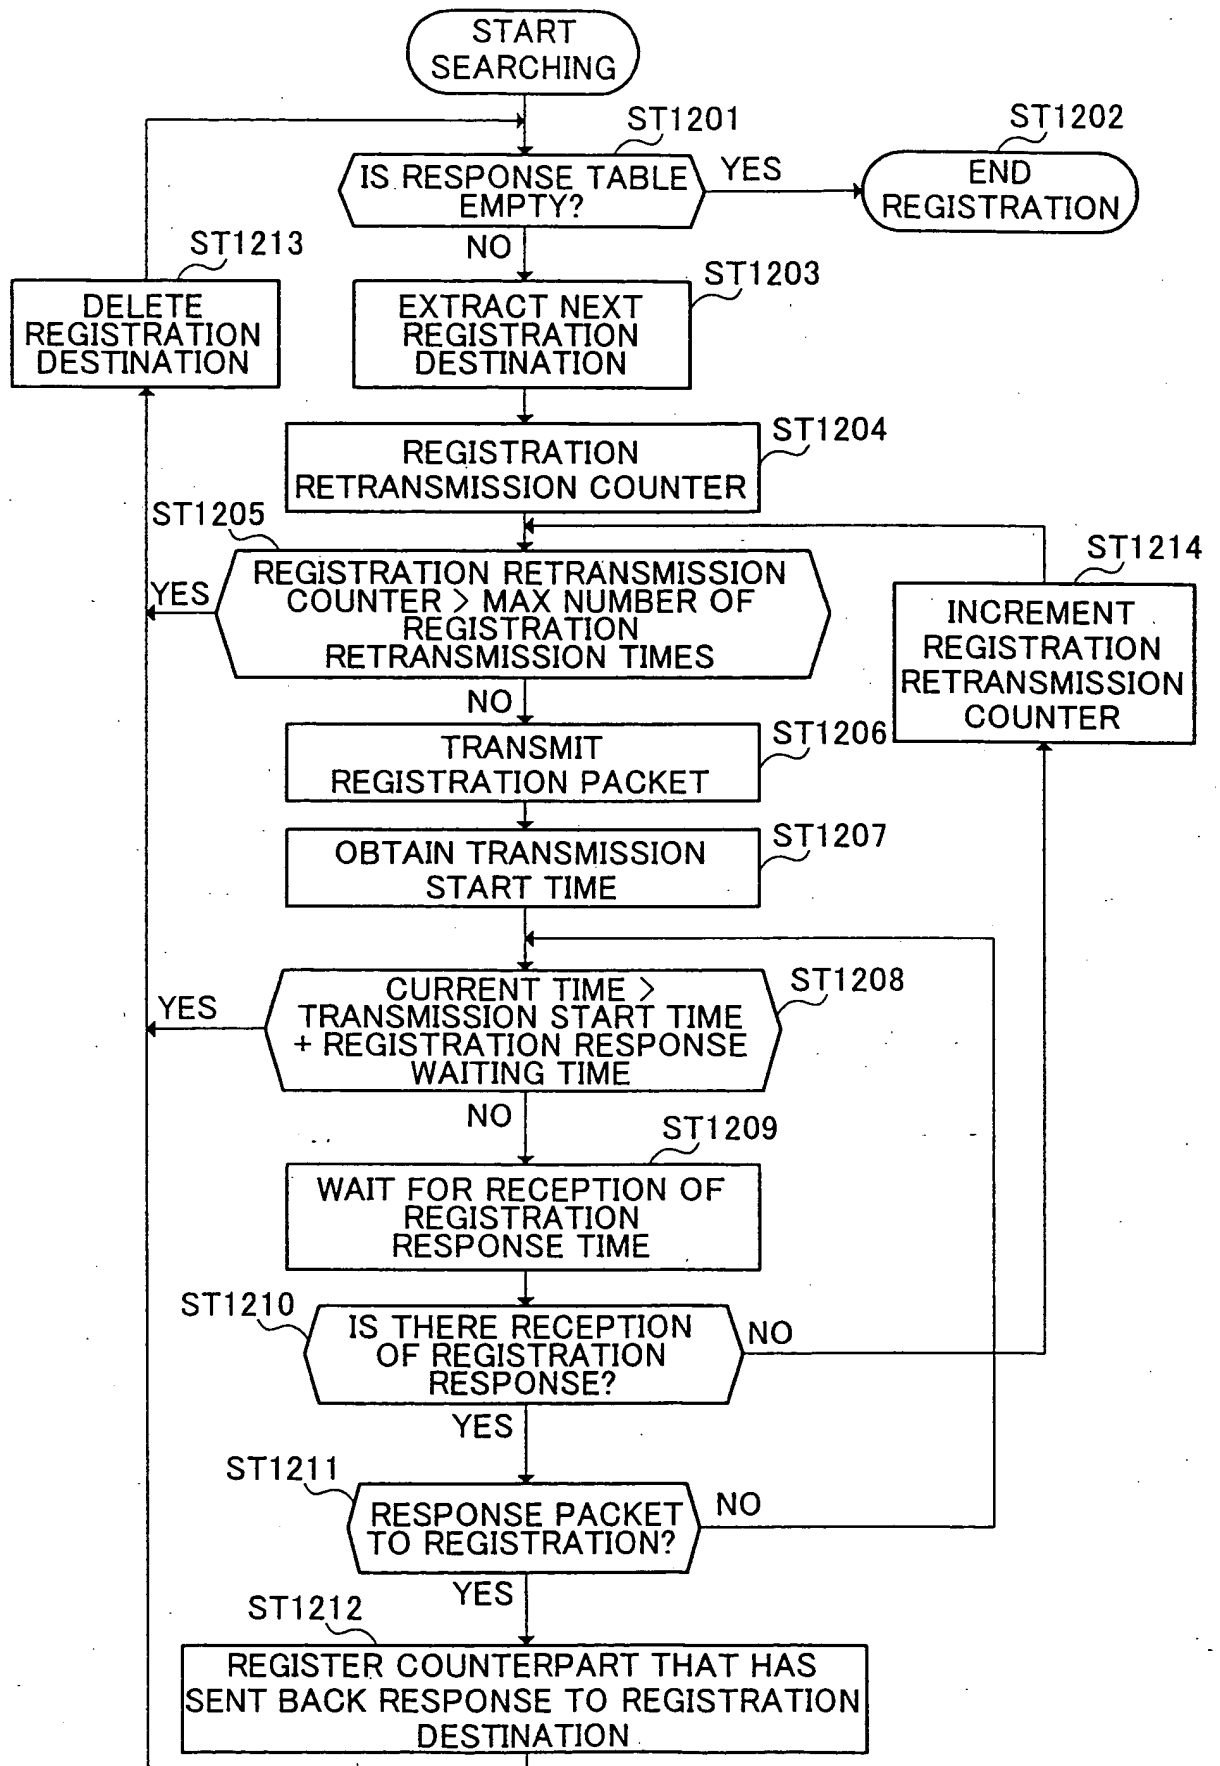 START
SEARCHING
ST1201
IS RESPONSE TABLE
EMPTY?
YES
ST1202
END
REGISTRATION
NO
ST1213
DELETE
REGISTRATION
DESTINATION
ST1203
EXTRACT NEXT
REGISTRATION
DESTINATION
ST1204
REGISTRATION
RETRANSMISSION COUNTER
ST1205
YES
REGISTRATION RETRANSMISSION
COUNTER > MAX NUMBER OF
REGISTRATION
RETRANSMISSION TIMES
ST1214
INCREMENT
REGISTRATION
RETRANSMISSION
COUNTER
NO
ST1206
TRANSMIT
REGISTRATION PACKET
ST1207
OBTAIN TRANSMISSION
START TIME
YES
CURRENT TIME >
TRANSMISSION START TIME
+ REGISTRATION RESPONSE
WAITING TIME
ST1208
NO
ST1209
WAIT FOR RECEPTION OF
REGISTRATION
RESPONSE TIME
ST1210
IS THERE RECEPTION
OF REGISTRATION
RESPONSE?
NO
YES
ST1211
RESPONSE PACKET
TO REGISTRATION?
NO
YES
ST1212
REGISTER COUNTERPART THAT HAS
SENT BACK RESPONSE TO REGISTRATION
DESTINATION